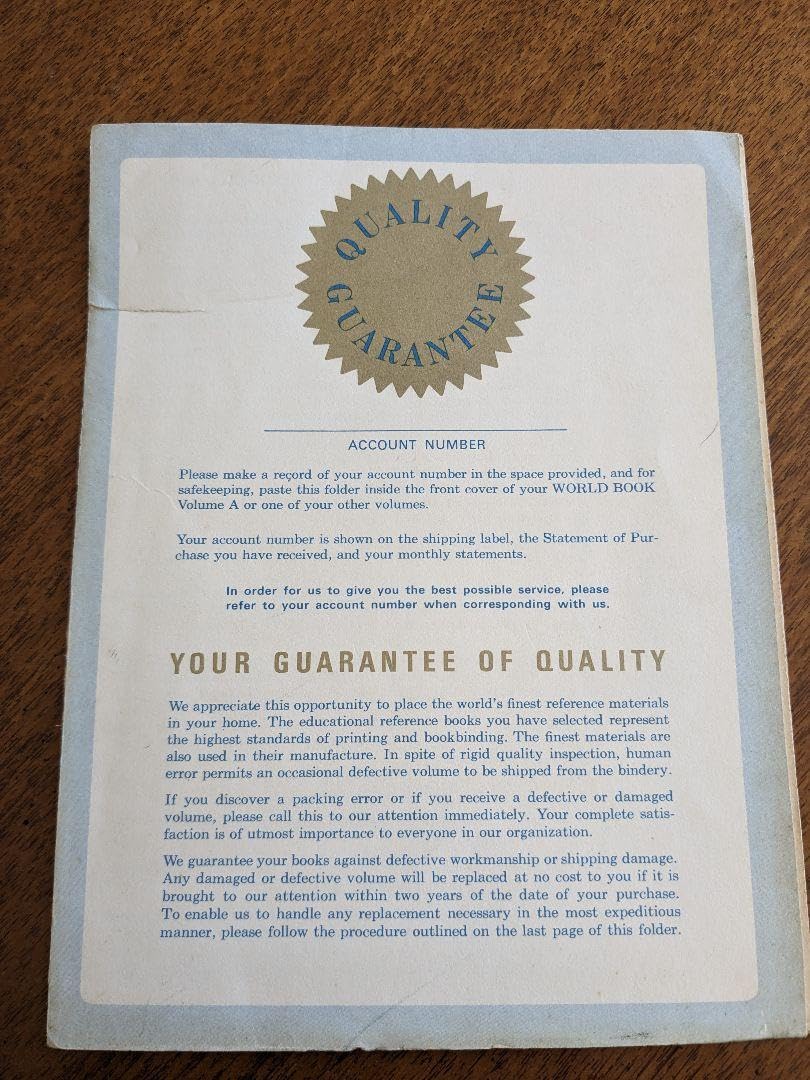 QUALITY
GUARANTEE
ACCOUNT NUMBER
Please make a record of your account number in the space provided, and for
safekeeping, paste this folder inside the front cover of your WORLD BOOK
Volume A or one of your other volumes.
Your account number is shown on the shipping label, the Statement of Pur-
chase you have received, and your monthly statements.
In order for us to give you the best possible service, please
refer to your account number when corresponding with us.
YOUR GUARANTEE OF QUALITY
We appreciate this opportunity to place the world's finest reference materials
in your home. The educational reference books you have selected represent
the highest standards of printing and bookbinding. The finest materials are
also used in their manufacture. In spite of rigid quality inspection, human
error permits an occasional defective volume to be shipped from the bindery.
If you discover a packing error or if you receive a defective or damaged
volume, please call this to our attention immediately. Your complete satis-
faction is of utmost importance to everyone in our organization.
We guarantee your books against defective workmanship or shipping damage.
Any damaged or defective volume will be replaced at no cost to you if it is
brought to our attention within two years of the date of your purchase.
To enable us to handle any replacement necessary in the most expeditious
manner, please follow the procedure outlined on the last page of this folder.